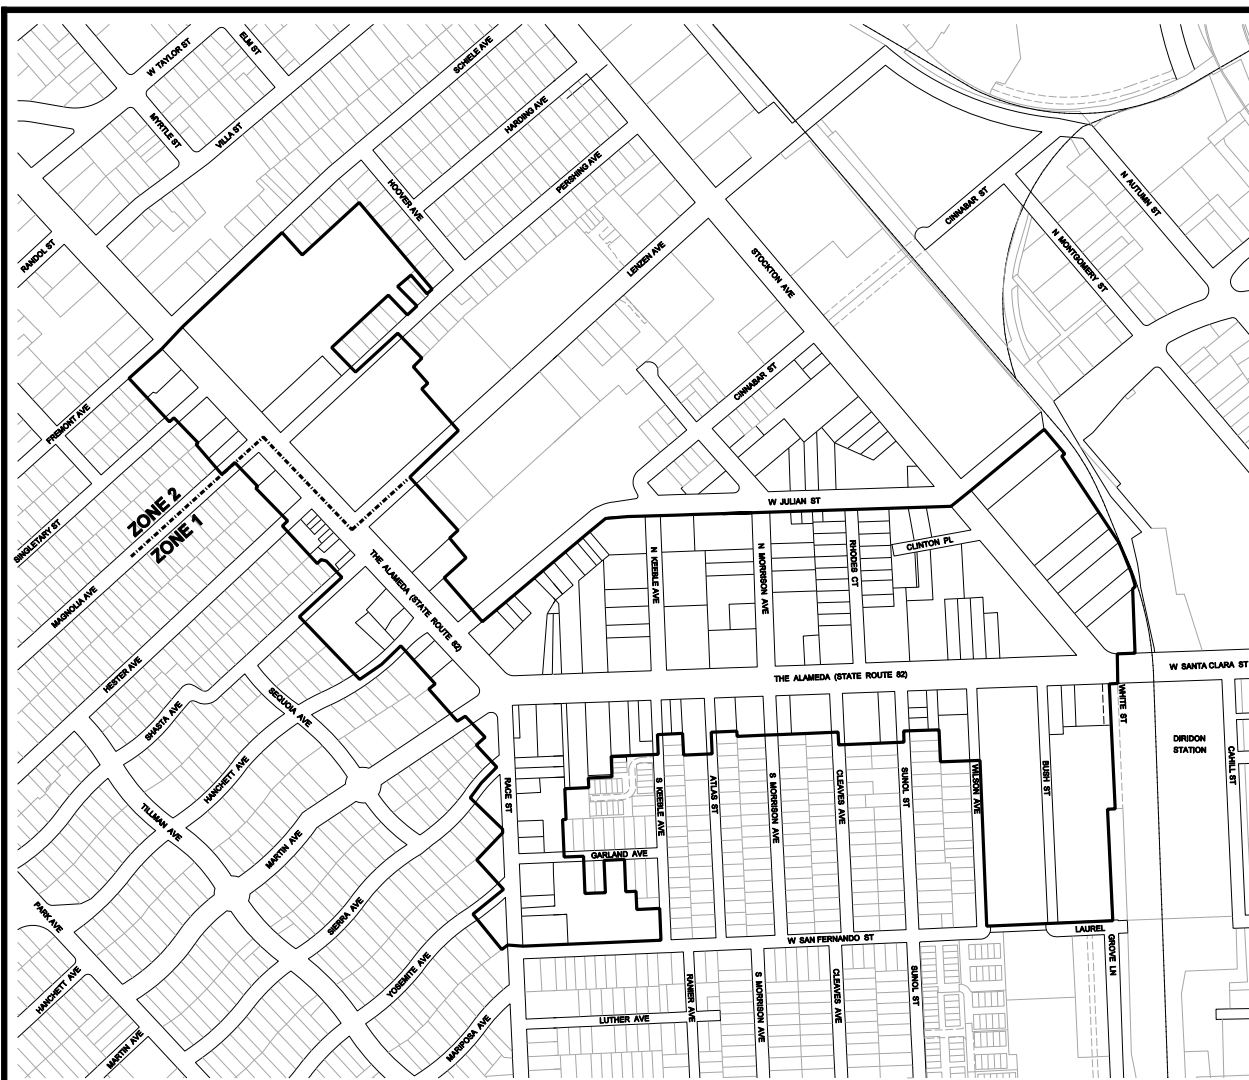 ELM ST
W TAYLOR ST
SCHIELE AVE
MYRTLE ST
VILLA ST
HARDING AVE
PERSHING AVE
HOOVER AVE
N AUTUMN ST
CINNABAR ST
N MONTGOMERY ST
RANDOL ST
LENZEN AVE
STOCKTON AVE
CINNABAR ST
FREMONT AVE
ZONE 2
ZONE 1
SINGLETARY ST
W JULIAN ST
CLINTON PL
N KEEBLE AVE
N MORRISON AVE
RHODES CT
MAGNOLIA AVE
THE ALAMEDA (STATE ROUTE 82)
HESTER AVE
THE ALAMEDA (STATE ROUTE 82)
W SANTA CLARA ST
SHASTA AVE
SEQUOIA AVE
WHITE ST
DIRIDON
STATION
HANCHETT AVE
RACE ST
S KEEBLE AVE
ATLAS ST
S MORRISON AVE
CLEAVES AVE
SUNOL ST
WILSON AVE
BUSH ST
CAHILL ST
TILLMAN AVE
MARTIN AVE
GARLAND AVE
PARK AVE
SIERRA AVE
W SAN FERNANDO ST
LAUREL
GROVE LN
HANCHETT AVE
YOSEMITE AVE
RAINIER AVE
S MORRISON AVE
CLEAVES AVE
SUNOL ST
LUTHER AVE
MARTIN AVE
MARIPOSA AVE